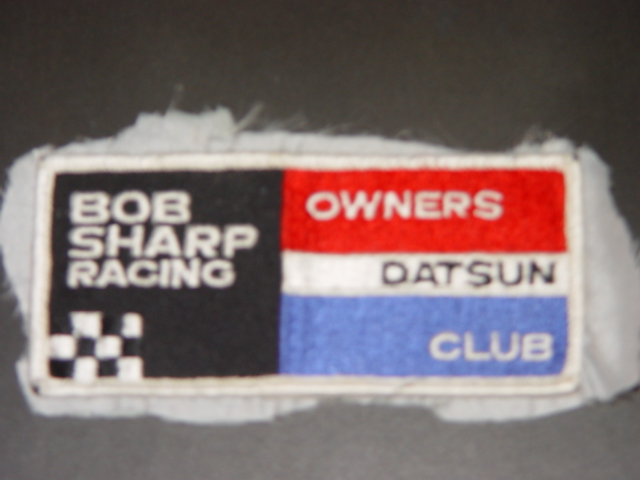 BOB
SHARP
RACING
OWNERS
DATSUN
CLUB